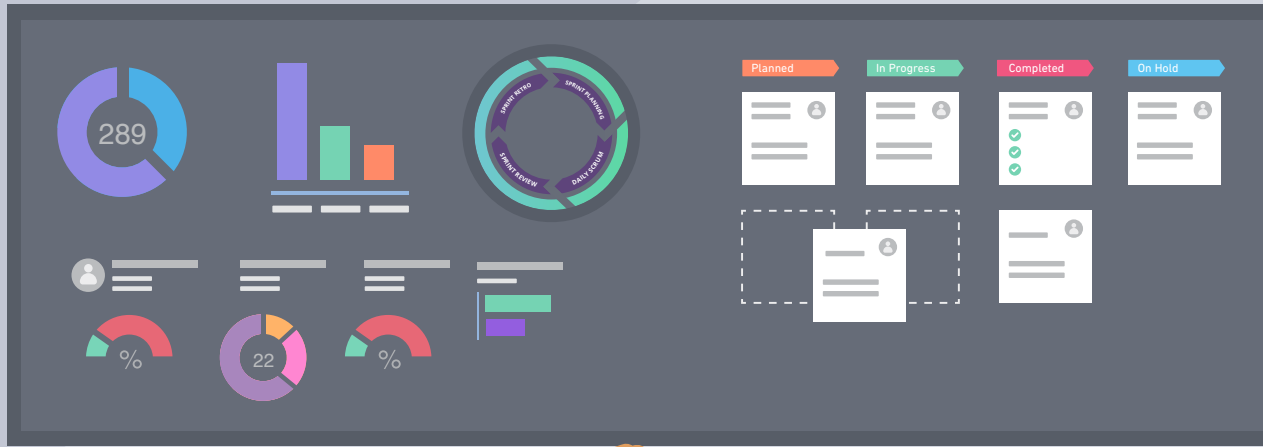 289
SPRINT RETRO
SPRINT PLANNING
SPRINT REVIEW
DAILY SCRUM
Planned
In Progress
Completed
On Hold
%
22
%